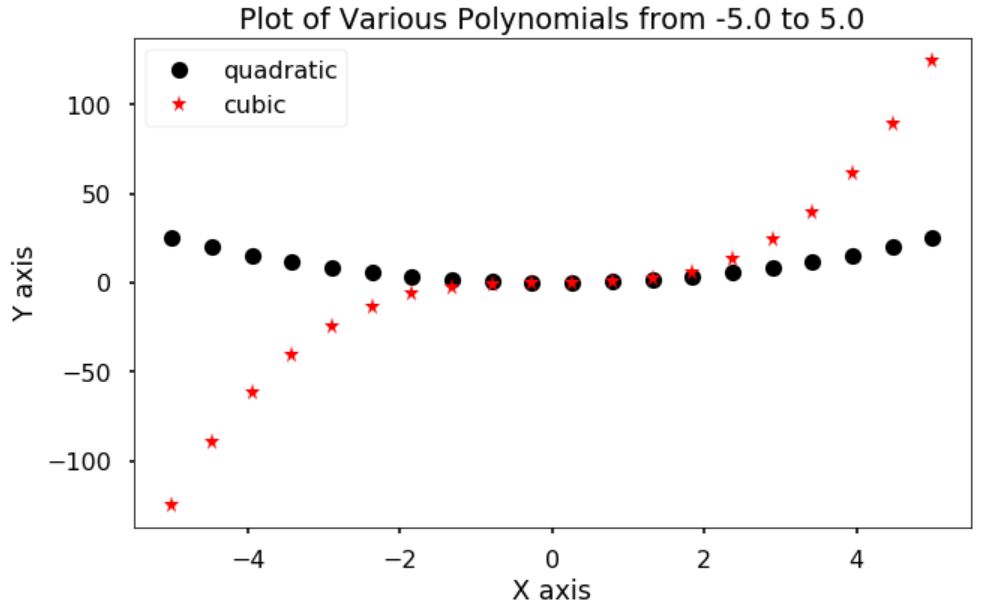 Plot of Various Polynomials from -5.0 to 5.0
quadratic
cubic
100
50
0
−50
−100
Y axis
−4
−2
0
2
4
X axis